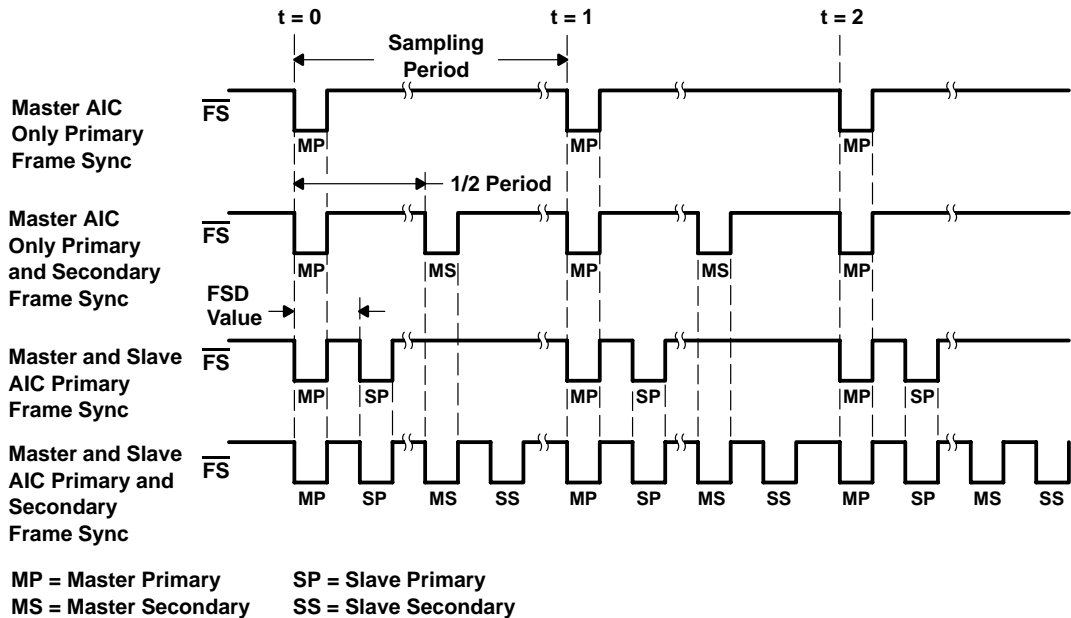 t = 0 t = 1 t = 2
Sampling
Period
Master AIC
Only Primary
Frame Sync
FS
MP MP MP
1/2 Period
Master AIC
Only Primary
and Secondary
Frame Sync
FS
MP MS MP MS MP
FSD
Value
Master and Slave
AIC Primary
Frame Sync
FS
MP SP MP SP MP SP
Master and Slave
AIC Primary and
Secondary
Frame Sync
FS
MP SP MS SS MP SP MS SS MP SP MS SS
MP = Master Primary SP = Slave Primary
MS = Master Secondary SS = Slave Secondary